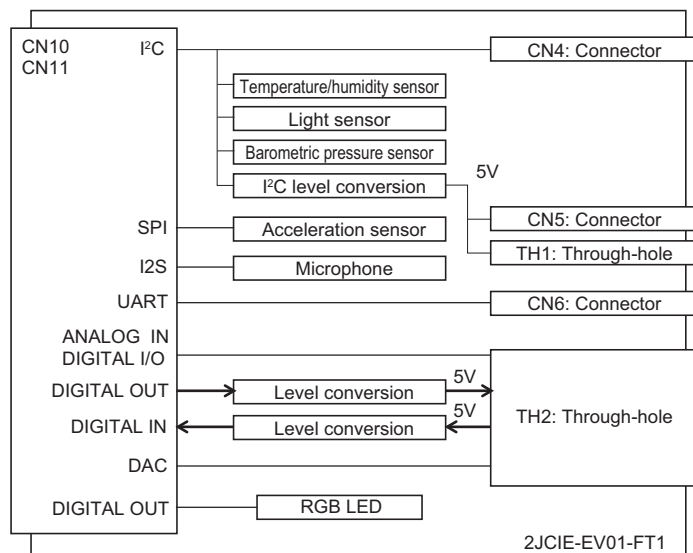 CN10
CN11
I²C
CN4: Connector
Temperature/humidity sensor
Light sensor
Barometric pressure sensor
I²C level conversion
5V
CN5: Connector
SPI
Acceleration sensor
TH1: Through-hole
I2S
Microphone
UART
CN6: Connector
ANALOG IN
DIGITAL I/O
DIGITAL OUT
Level conversion
5V
TH2: Through-hole
DIGITAL IN
Level conversion
5V
DAC
DIGITAL OUT
RGB LED
2JCIE-EV01-FT1